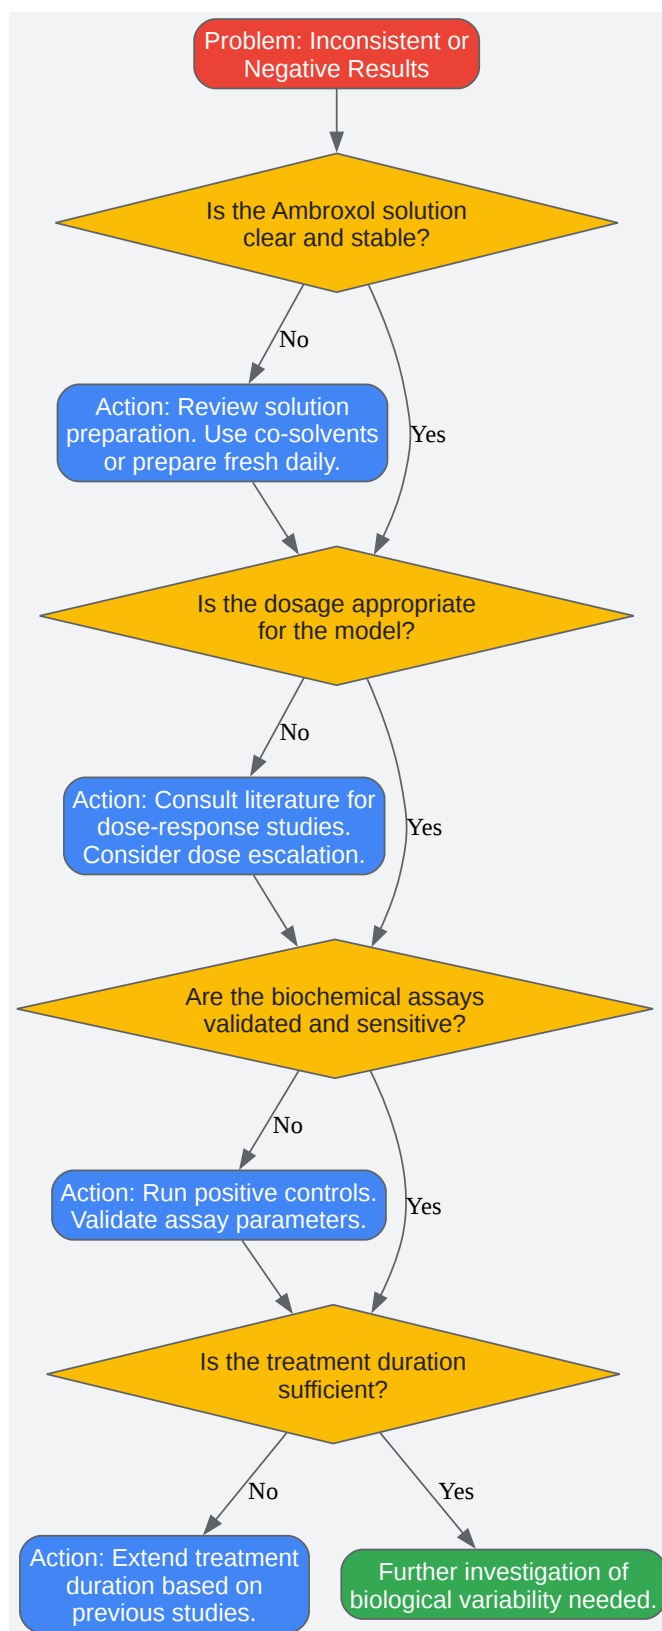 Problem: Inconsistent or
Negative Results
Is the Ambroxol solution
clear and stable?
No
Action: Review solution
preparation. Use co-solvents
or prepare fresh daily.
Yes
Is the dosage appropriate
for the model?
No
Action: Consult literature for
dose-response studies.
Consider dose escalation.
Yes
Are the biochemical assays
validated and sensitive?
No
Action: Run positive controls.
Validate assay parameters.
Yes
Is the treatment duration
sufficient?
No
Yes
Action: Extend treatment
duration based on
previous studies.
Further investigation of
biological variability needed.